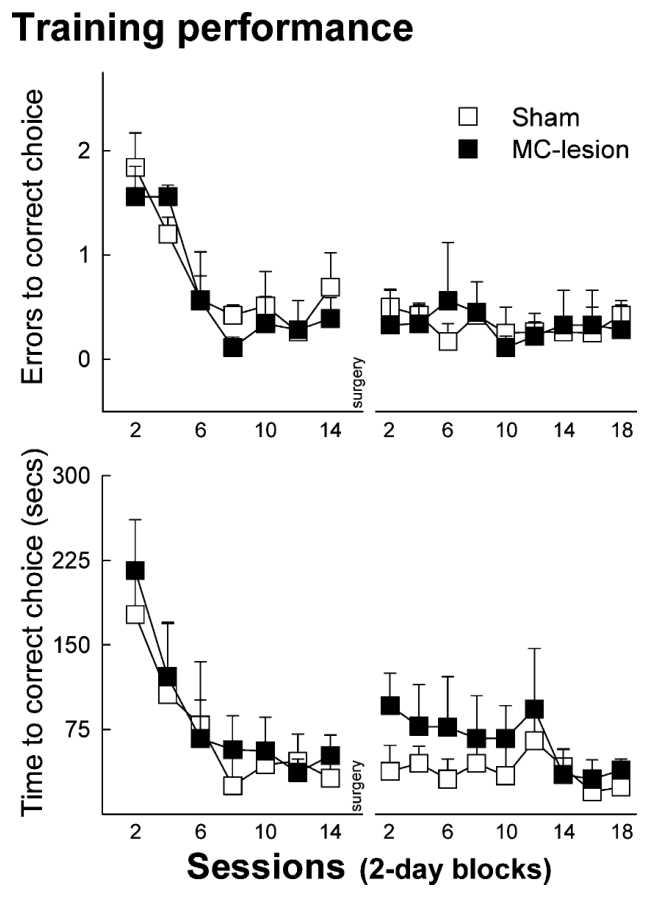 Training performance
Errors to correct choice
2
1
0
Sham
MC-lesion
surgery
2 6 10 14
2 6 10 14 18
Time to correct choice (secs)
300
225
150
75
surgery
2 6 10 14
2 6 10 14 18
Sessions (2-day blocks)